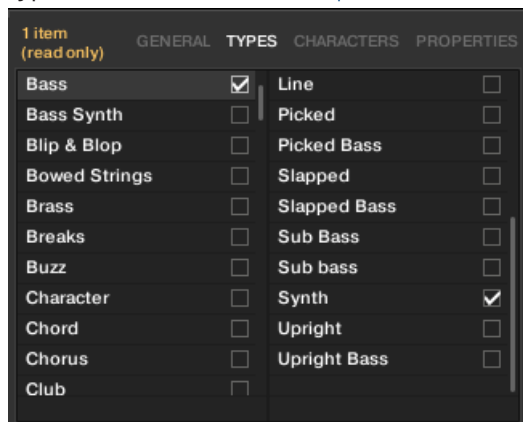 1 item
(read only)
GENERAL TYPES CHARACTERS PROPERTIES
Bass
Bass Synth
Blip & Blop
Bowed Strings
Brass
Breaks
Buzz
Character
Chord
Chorus
Club
Line
Picked
Picked Bass
Slapped
Slapped Bass
Sub Bass
Sub bass
Synth
Upright
Upright Bass